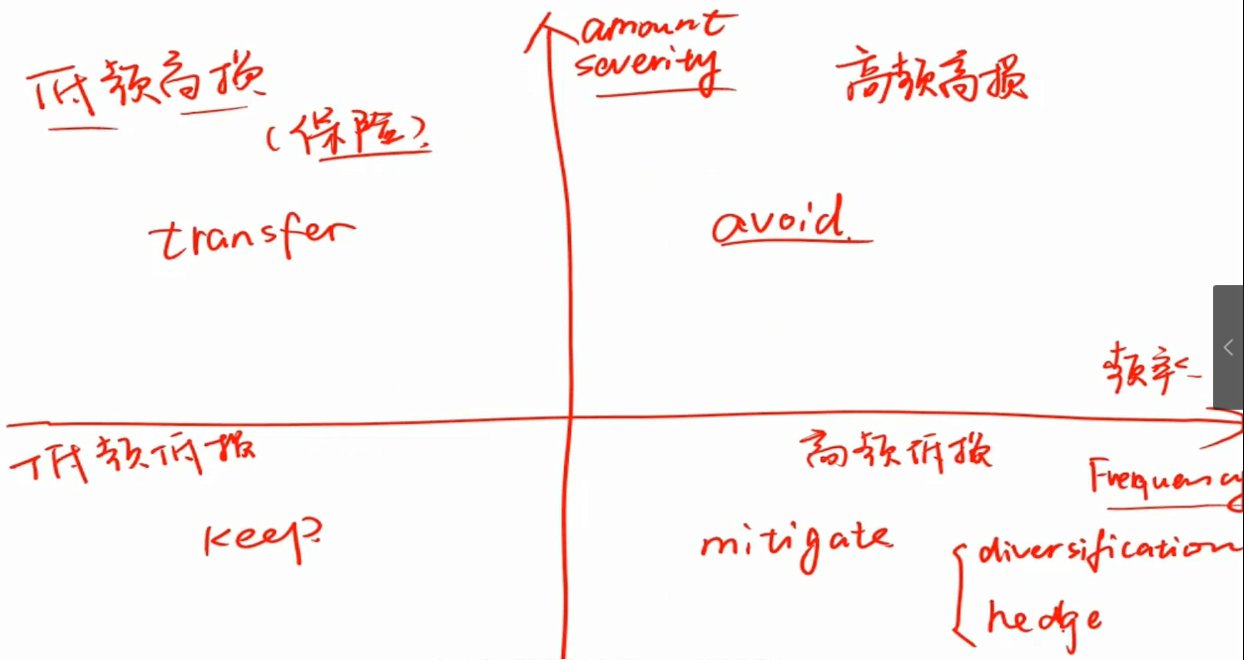 amount
severity
低频高损
(保险).
高频高损
transfer
avoid.
频率
低频低损
高频低损
Frequency
keep
mitigate
diversification
hedge